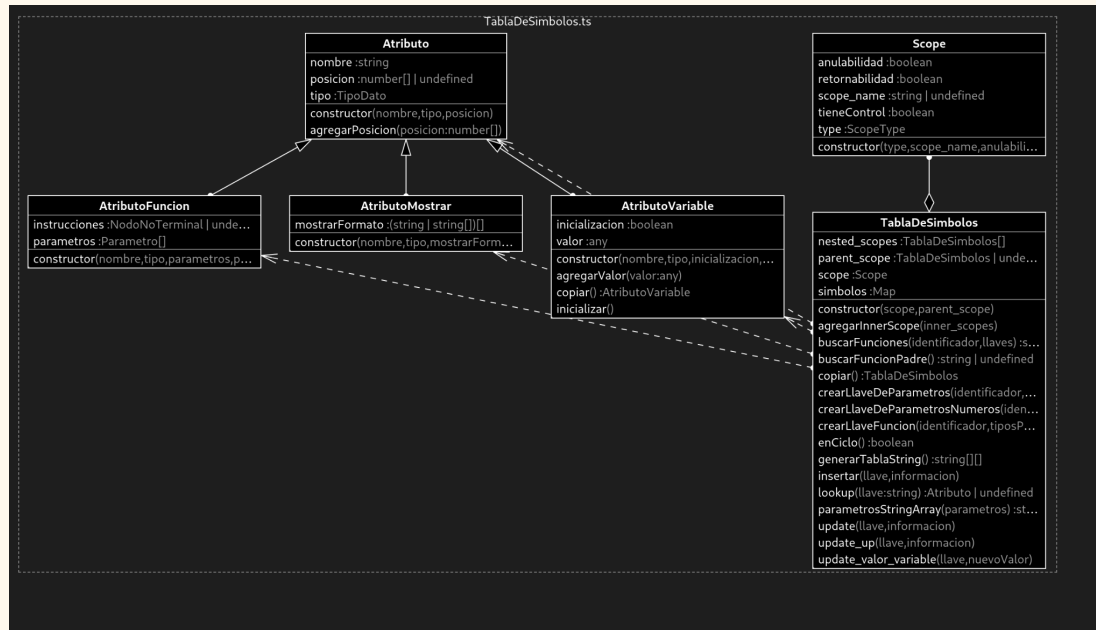 TablaDeSimbolos.ts
Atributo
nombre :string
posicion :number[] | undefined
tipo :TipoDato
constructor(nombre,tipo,posicion)
agregarPosicion(posicion:number[])
Scope
anulabilidad :boolean
retornabilidad :boolean
scope_name :string | undefined
tieneControl :boolean
type :ScopeType
constructor(type,scope_name,anulabili...
AtributoFuncion
instrucciones :NodoNoTerminal | unde...
parametros :Parametro[]
constructor(nombre,tipo,parametros,p...
AtributoMostrar
mostrarFormato :(string | string[])[]
constructor(nombre,tipo,mostrarForm...
AtributoVariable
inicializacion :boolean
valor :any
constructor(nombre,tipo,inicializacion,...
agregarValor(valor:any)
copiar() :AtributoVariable
inicializar()
TablaDeSimbolos
nested_scopes :TablaDeSimbolos[]
parent_scope :TablaDeSimbolos | unde...
scope :Scope
simbolos :Map
constructor(scope,parent_scope)
agregarInnerScope(inner_scopes)
buscarFunciones(identificador,llaves) :s...
buscarFuncionPadre() :string | undefined
copiar() :TablaDeSimbolos
crearLlaveDeParametros(identificador,...
crearLlaveDeParametrosNumeros(iden...
crearLlaveFuncion(identificador,tiposP...
enCiclo() :boolean
generarTablaString() :string[][]
insertar(llave,informacion)
lookup(llave:string) :Atributo | undefined
parametrosStringArray(parametros) :st...
update(llave,informacion)
update_up(llave,informacion)
update_valor_variable(llave,nuevoValor)